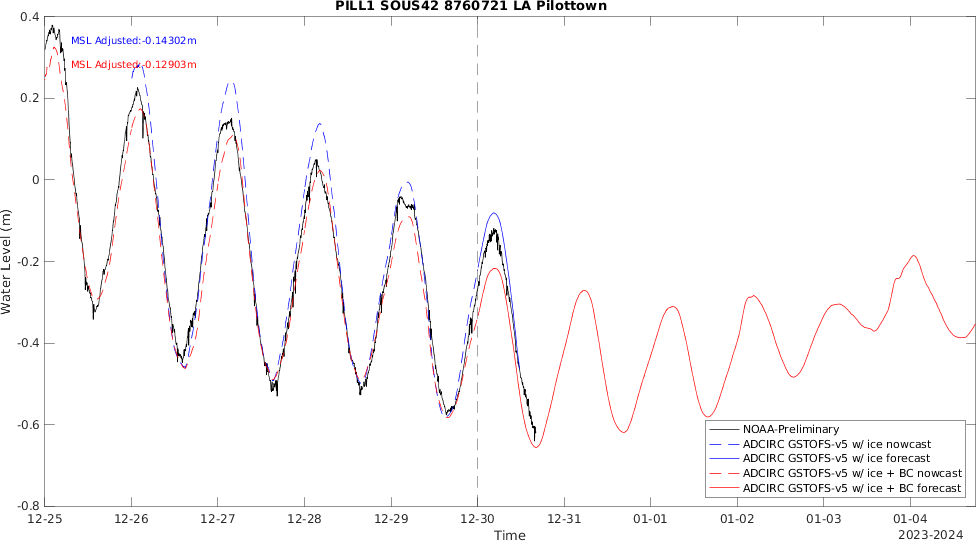 PILL1 SOUS42 8760721 LA Pilottown
MSL Adjusted:-0.14302m
MSL Adjusted:-0.12903m
0.4
0.2
0
-0.2
-0.4
-0.6
-0.8
Water Level (m)
12-25
12-26
12-27
12-28
12-29
12-30
12-31
01-01
01-02
01-03
01-04
Time
2023-2024
NOAA-Preliminary
ADCIRC GSTOFS-v5 w/ ice nowcast
ADCIRC GSTOFS-v5 w/ ice forecast
ADCIRC GSTOFS-v5 w/ ice + BC nowcast
ADCIRC GSTOFS-v5 w/ ice + BC forecast